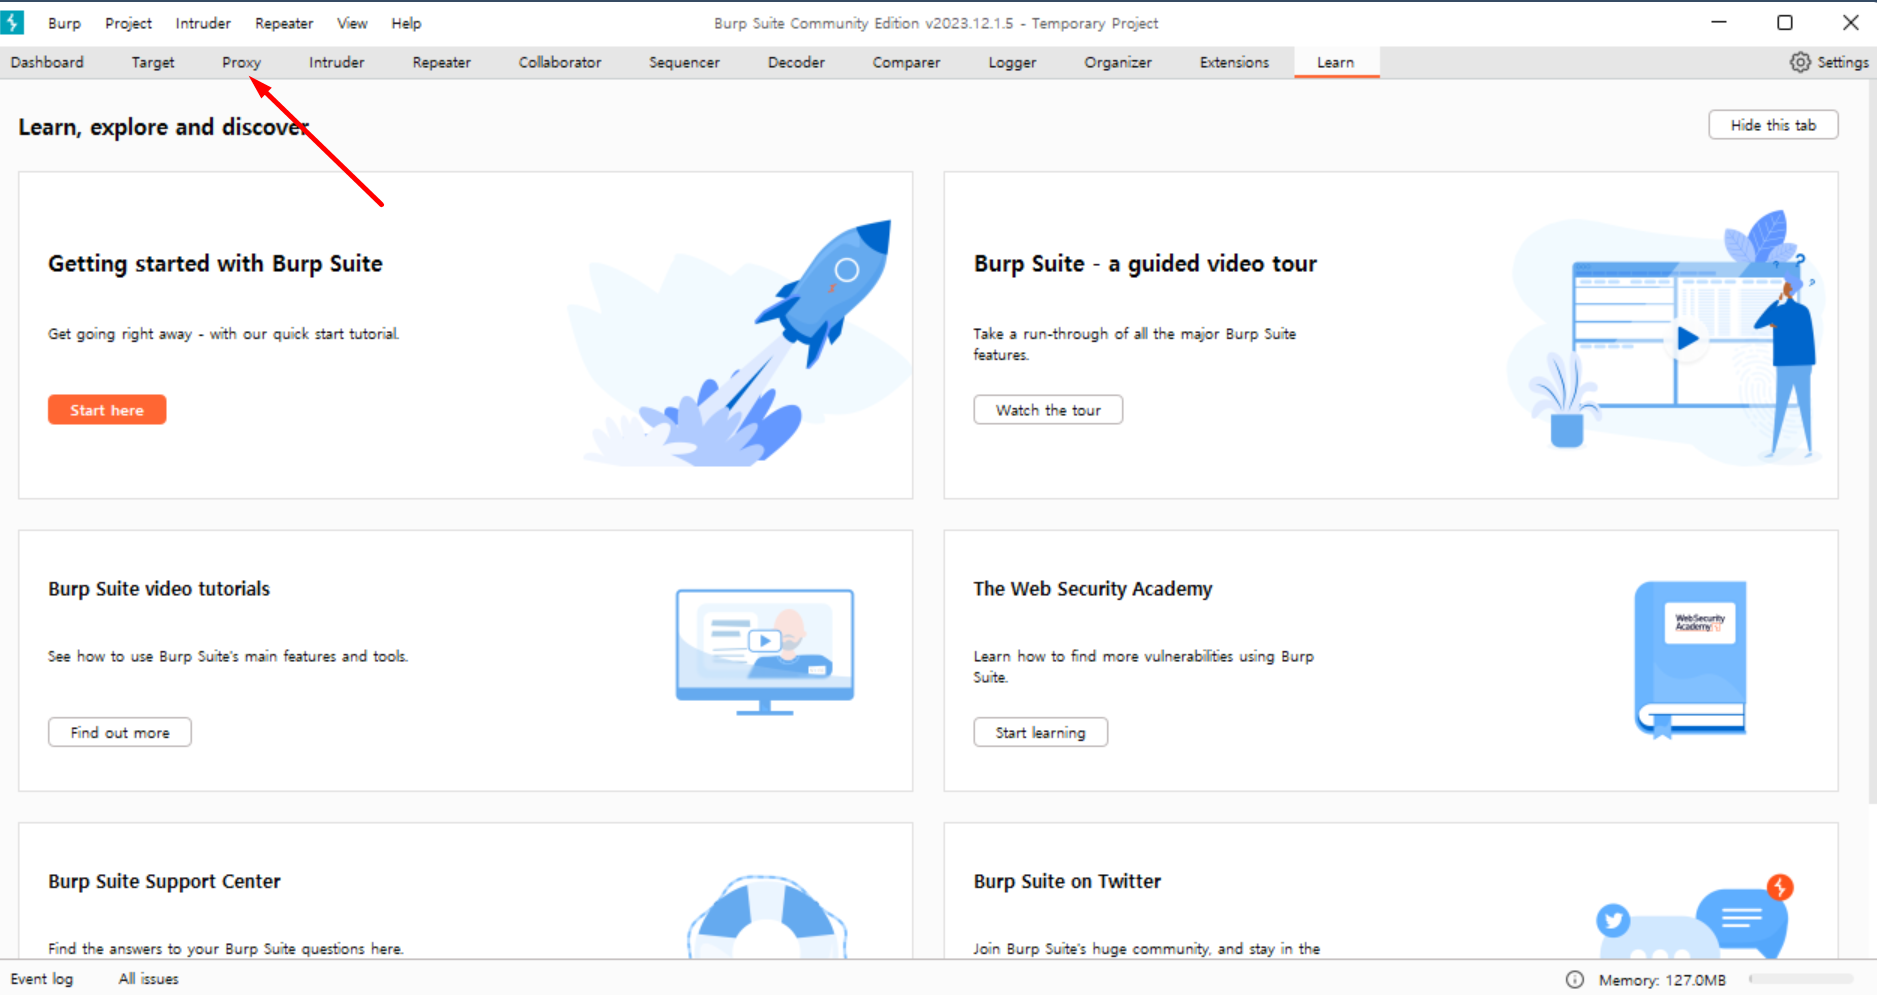 Burp Project Intruder Repeater View Help Burp Suite Community Edition v2023.12.1.5 - Temporary Project
Dashboard Target Proxy Intruder Repeater Collaborator Sequencer Decoder Comparer Logger Organizer Extensions Learn Settings
Learn, explore and discover
Hide this tab
Getting started with Burp Suite
Get going right away - with our quick start tutorial.
Start here
Burp Suite - a guided video tour
Take a run-through of all the major Burp Suite
features.
Watch the tour
Burp Suite video tutorials
See how to use Burp Suite's main features and tools.
Find out more
The Web Security Academy
Learn how to find more vulnerabilities using Burp
Suite.
Start learning
WebSecurity
Academy
Burp Suite Support Center
Find the answers to your Burp Suite questions here.
Burp Suite on Twitter
Join Burp Suite's huge community, and stay in the
Event log All issues Memory: 127.0MB